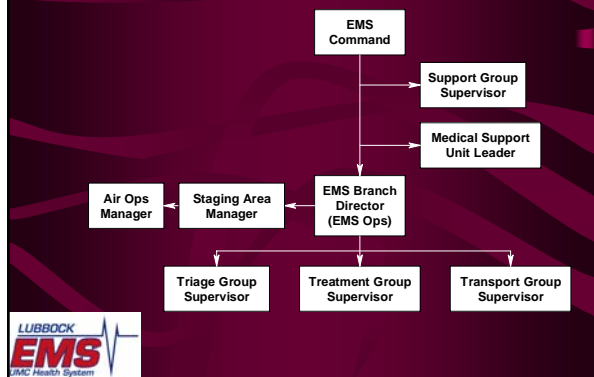 EMS
Command
Support Group
Supervisor
Medical Support
Unit Leader
Air Ops
Manager
Staging Area
Manager
EMS Branch
Director
(EMS Ops)
Triage Group
Supervisor
Treatment Group
Supervisor
Transport Group
Supervisor
LUBBOCK
EMS
UMC Health System